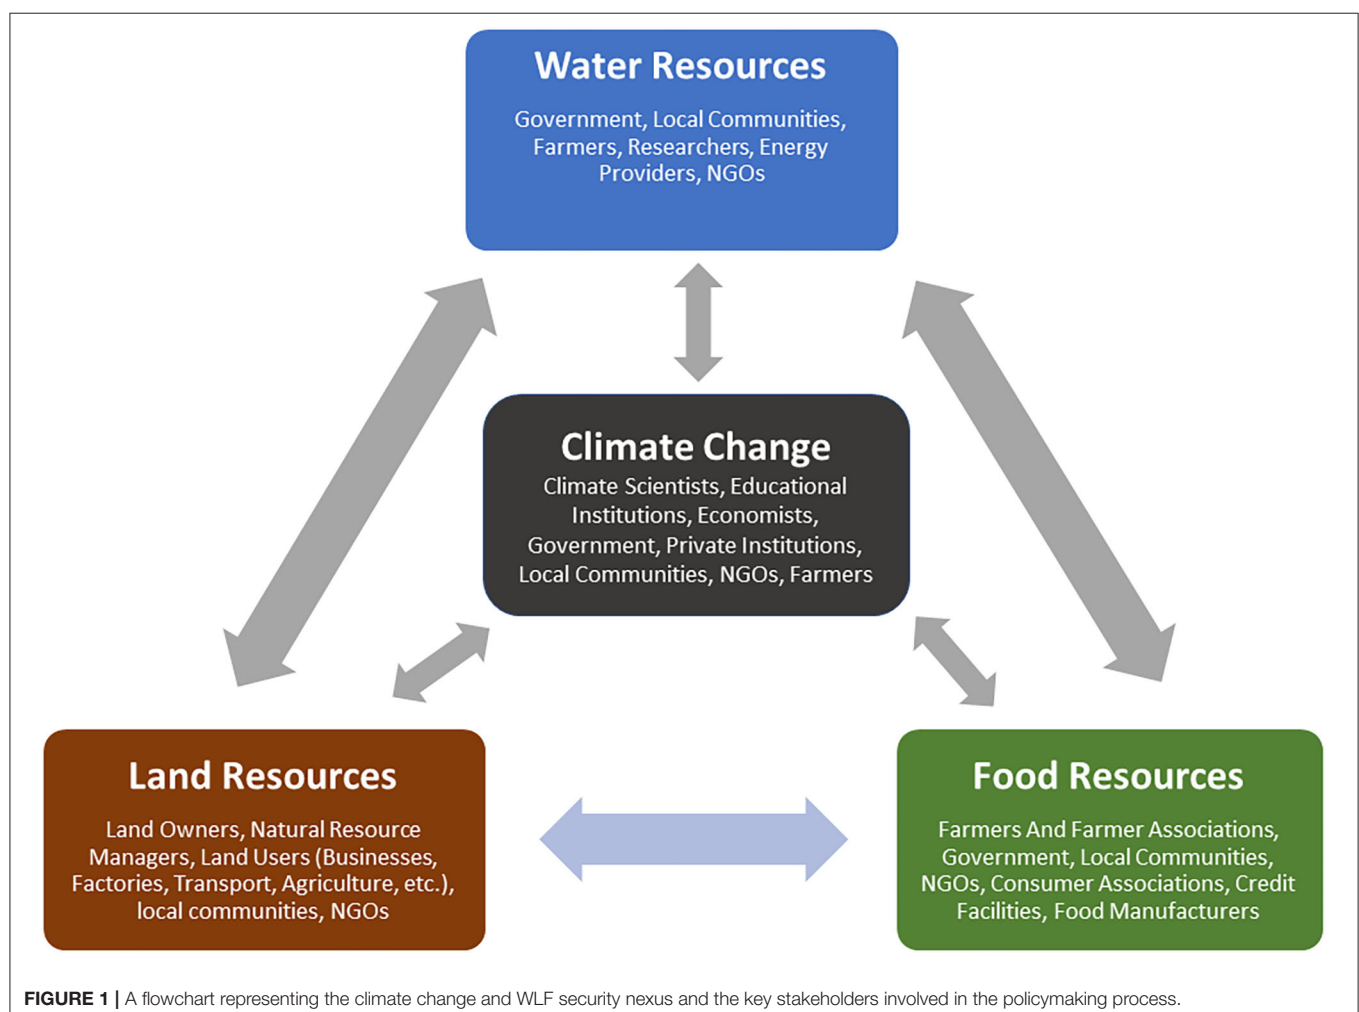 Water Resources
Government, Local Communities,
Farmers, Researchers, Energy
Providers, NGOs
Climate Change
Climate Scientists, Educational
Institutions, Economists,
Government, Private Institutions,
Local Communities, NGOs, Farmers
Land Resources
Land Owners, Natural Resource
Managers, Land Users (Businesses,
Factories, Transport, Agriculture, etc.),
local communities, NGOs
Food Resources
Farmers And Farmer Associations,
Government, Local Communities,
NGOs, Consumer Associations, Credit
Facilities, Food Manufacturers
FIGURE 1 | A flowchart representing the climate change and WLF security nexus and the key stakeholders involved in the policymaking process.